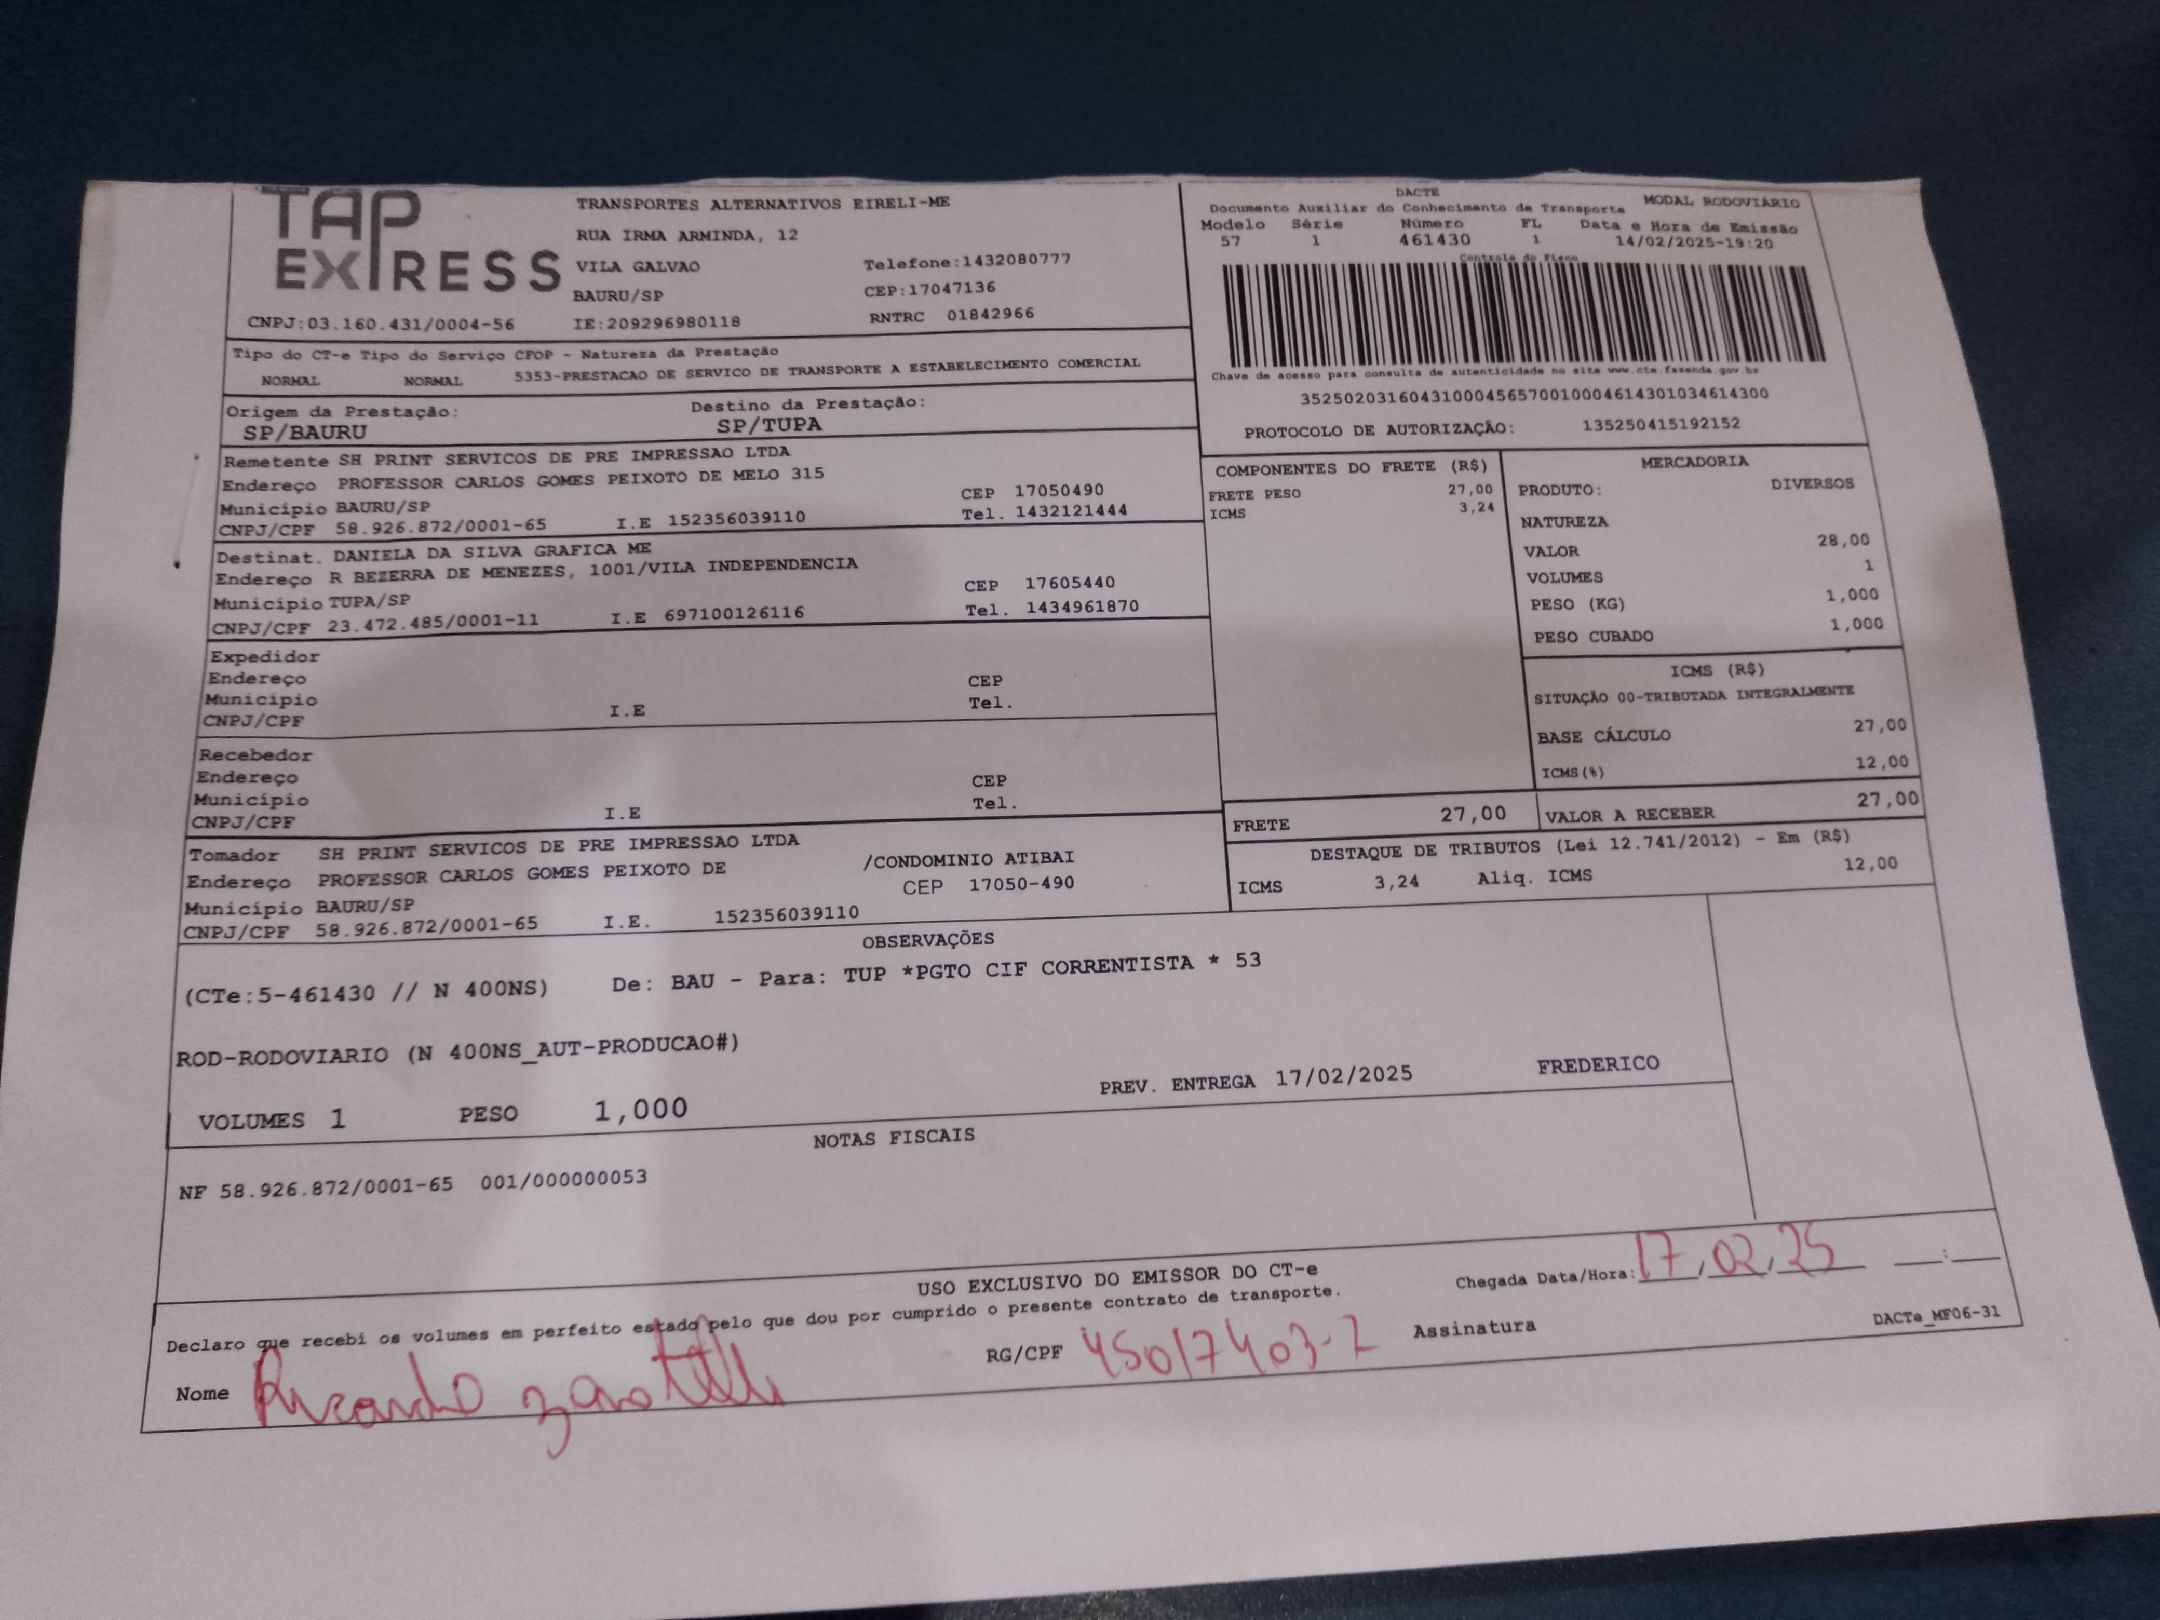 TAP EXPRESS
TRANSPORTES ALTERNATIVOS EIRELI-ME
RUA IRMA ARMINDA, 12
VILA GALVAO Telefone:1432080777
BAURU/SP CEP:17047136
CNPJ:03.160.431/0004-56 IE:209296980118 RNTRC 01842966
DACTE MODAL RODOVIÁRIO
Documento Auxiliar do Conhecimento de Transporte
Modelo Série Número FL Data e Hora de Emissão
57 1 461430 1 14/02/2025-19:20
Controle do Fisco
Chave de acesso para consulta de autenticidade no site www.cte.fazenda.gov.br
35250203160431000456570010004614301034614300
PROTOCOLO DE AUTORIZAÇÃO: 135250415192152
Tipo do CT-e Tipo do Serviço CFOP - Natureza da Prestação
NORMAL NORMAL 5353-PRESTACAO DE SERVICO DE TRANSPORTE A ESTABELECIMENTO COMERCIAL
Origem da Prestação: Destino da Prestação:
SP/BAURU SP/TUPA
Remetente SH PRINT SERVICOS DE PRE IMPRESSAO LTDA
Endereço PROFESSOR CARLOS GOMES PEIXOTO DE MELO 315
Município BAURU/SP CEP 17050490
CNPJ/CPF 58.926.872/0001-65 I.E 152356039110 Tel. 1432121444
Destinat. DANIELA DA SILVA GRAFICA ME
Endereço R BEZERRA DE MENEZES, 1001/VILA INDEPENDENCIA
Município TUPA/SP CEP 17605440
CNPJ/CPF 23.472.485/0001-11 I.E 697100126116 Tel. 1434961870
Expedidor
Endereço CEP
Município Tel.
CNPJ/CPF I.E
Recebedor
Endereço CEP
Município Tel.
CNPJ/CPF I.E
Tomador SH PRINT SERVICOS DE PRE IMPRESSAO LTDA
Endereço PROFESSOR CARLOS GOMES PEIXOTO DE /CONDOMINIO ATIBAI
Município BAURU/SP CEP 17050-490
CNPJ/CPF 58.926.872/0001-65 I.E. 152356039110
COMPONENTES DO FRETE (R$)
FRETE PESO 27,00
ICMS 3,24
MERCADORIA
PRODUTO: DIVERSOS
NATUREZA
VALOR 28,00
VOLUMES 1
PESO (KG) 1,000
PESO CUBADO 1,000
ICMS (R$)
SITUAÇÃO 00-TRIBUTADA INTEGRALMENTE
BASE CÁLCULO 27,00
ICMS(%) 12,00
FRETE 27,00 VALOR A RECEBER 27,00
DESTAQUE DE TRIBUTOS (Lei 12.741/2012) - Em (R$)
ICMS 3,24 Aliq. ICMS 12,00
OBSERVAÇÕES
(CTe:5-461430 // N 400NS) De: BAU - Para: TUP *PGTO CIF CORRENTISTA * 53
ROD-RODOVIARIO (N 400NS_AUT-PRODUCAO#)
PREV. ENTREGA 17/02/2025 FREDERICO
VOLUMES 1 PESO 1,000
NOTAS FISCAIS
NF 58.926.872/0001-65 001/000000053
USO EXCLUSIVO DO EMISSOR DO CT-e
Chegada Data/Hora: 17/02/25 __:__
Declaro que recebi os volumes em perfeito estado pelo que dou por cumprido o presente contrato de transporte.
Nome Ricardo RG/CPF 45017403-2 Assinatura
DACTe_MF06-31